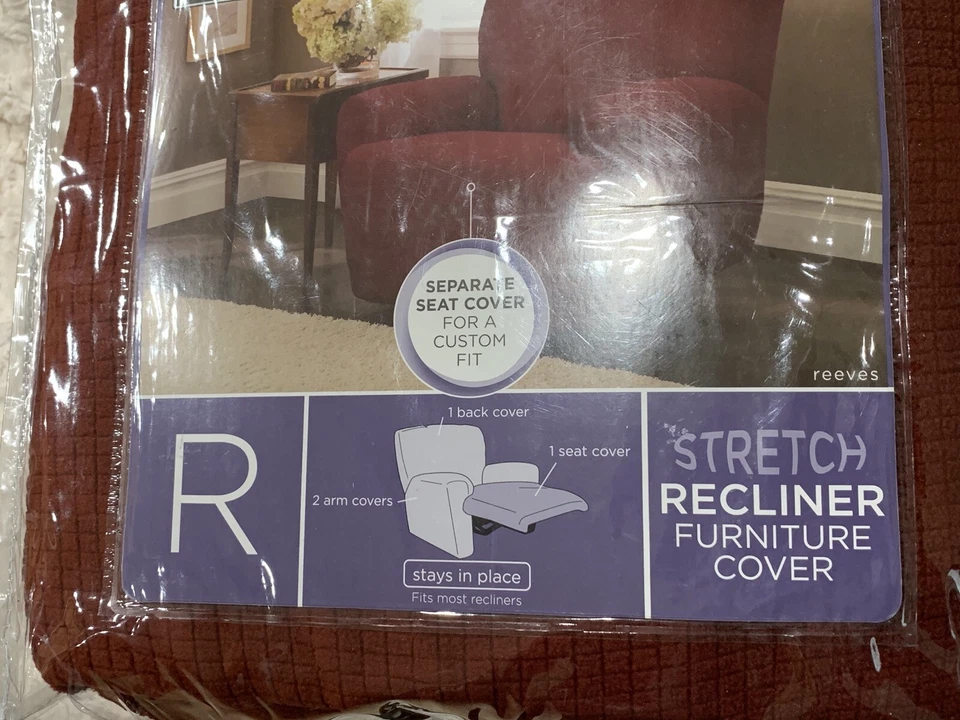 SEPARATE
SEAT COVER
FOR A
CUSTOM
FIT
reeves
R
1 back cover
1 seat cover
2 arm covers
stays in place
Fits most recliners
STRETCH
RECLINER
FURNITURE
COVER